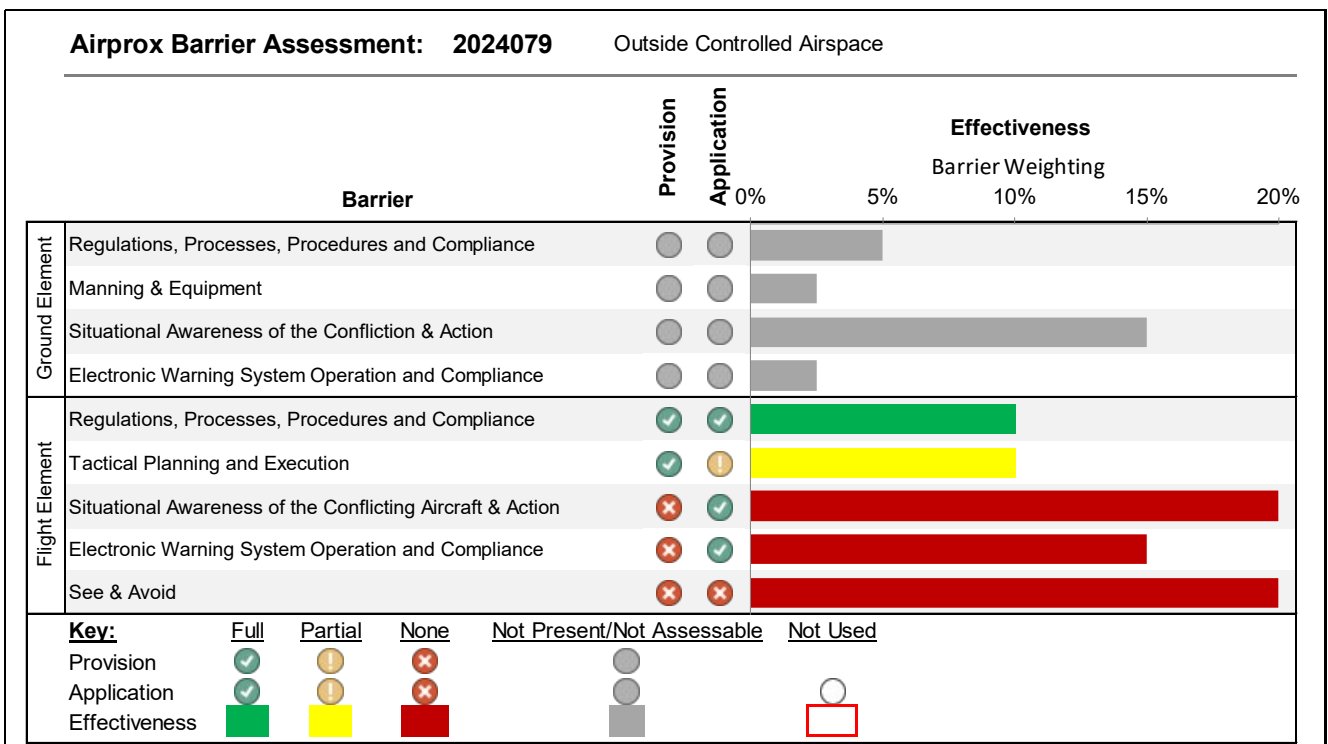 Airprox Barrier Assessment: 2024079 Outside Controlled Airspace
Barrier Provision Application Effectiveness
Barrier Weighting
0% 5% 10% 15% 20%
Ground Element
Regulations, Processes, Procedures and Compliance
Manning & Equipment
Situational Awareness of the Confliction & Action
Electronic Warning System Operation and Compliance
Flight Element
Regulations, Processes, Procedures and Compliance
Tactical Planning and Execution
Situational Awareness of the Conflicting Aircraft & Action
Electronic Warning System Operation and Compliance
See & Avoid
Key: Full Partial None Not Present/Not Assessable Not Used
Provision
Application
Effectiveness